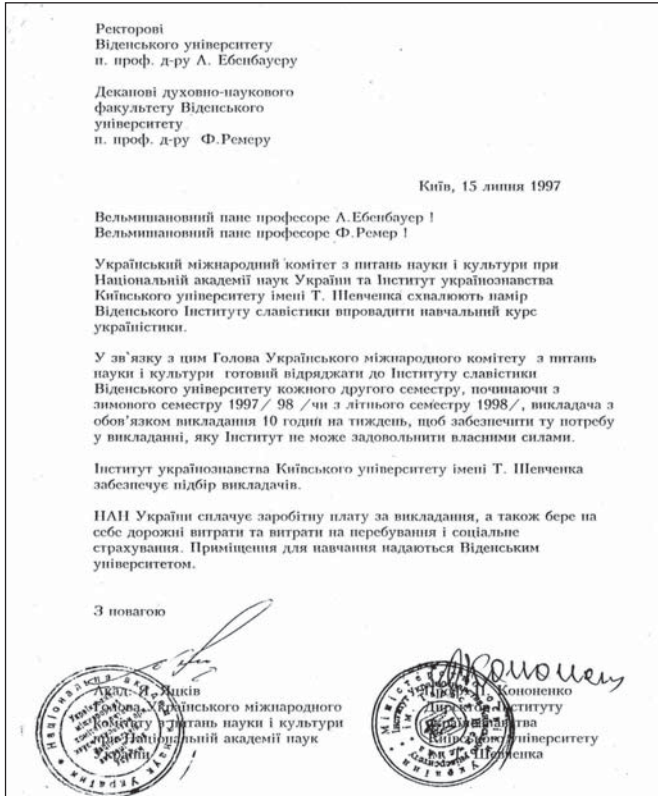 Ректорові
Віденського університету
п. проф. д-ру А. Ебенбауеру
Деканові духовно-наукового
факультету Віденського
університету
п. проф. д-ру Ф.Ремеру
Київ, 15 липня 1997
Вельмишановний пане професоре А.Ебенбауер !
Вельмишановний пане професоре Ф.Ремер !
Український міжнародний комітет з питань науки і культури при
Національній академії наук України та Інститут українознавства
Київського університету імені Т. Шевченка схвалюють намір
Віденського Інституту славістики впровадити навчальний курс
україністики.
У зв`язку з цим Голова Українського міжнародного комітету з питань
науки і культури готовий відряджати до Інституту славістики
Віденського університету кожного другого семестру, починаючи з
зимового семестру 1997/ 98 /чи з літнього семестру 1998/, викладача з
обов`язком викладання 10 годин на тиждень, щоб забезпечити ту потребу
у викладанні, яку Інститут не може задовольнити власними силами.
Інститут українознавства Київського університету імені Т. Шевченка
забезпечує підбір викладачів.
НАН України сплачує заробітну плату за викладання, а також бере на
себе дорожні витрати та витрати на перебування і соціальне
страхування. Приміщення для навчання надаються Віденським
університетом.
З повагою
Акад. Я. Яцків
Голова Українського міжнародного
комітету з питань науки і культури
при Національній академії наук
України
Проф. П. Кононенко
Директор Інституту
українознавства
Київського університету
Шевченка